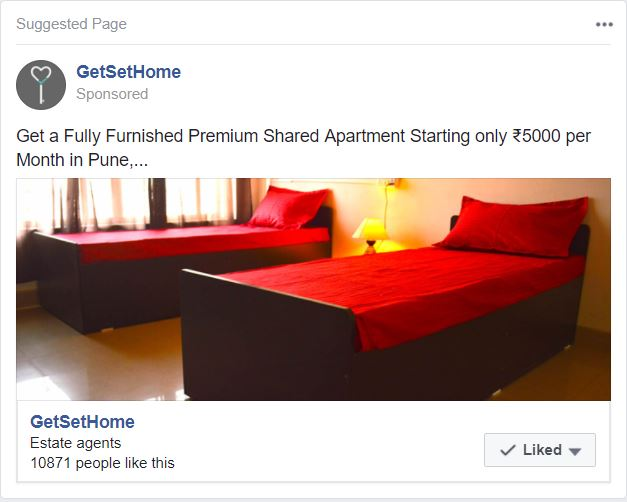 Suggested Page
GetSetHome
Sponsored
Get a Fully Furnished Premium Shared Apartment Starting only ₹5000 per
Month in Pune,...
GetSetHome
Estate agents
10871 people like this
Liked